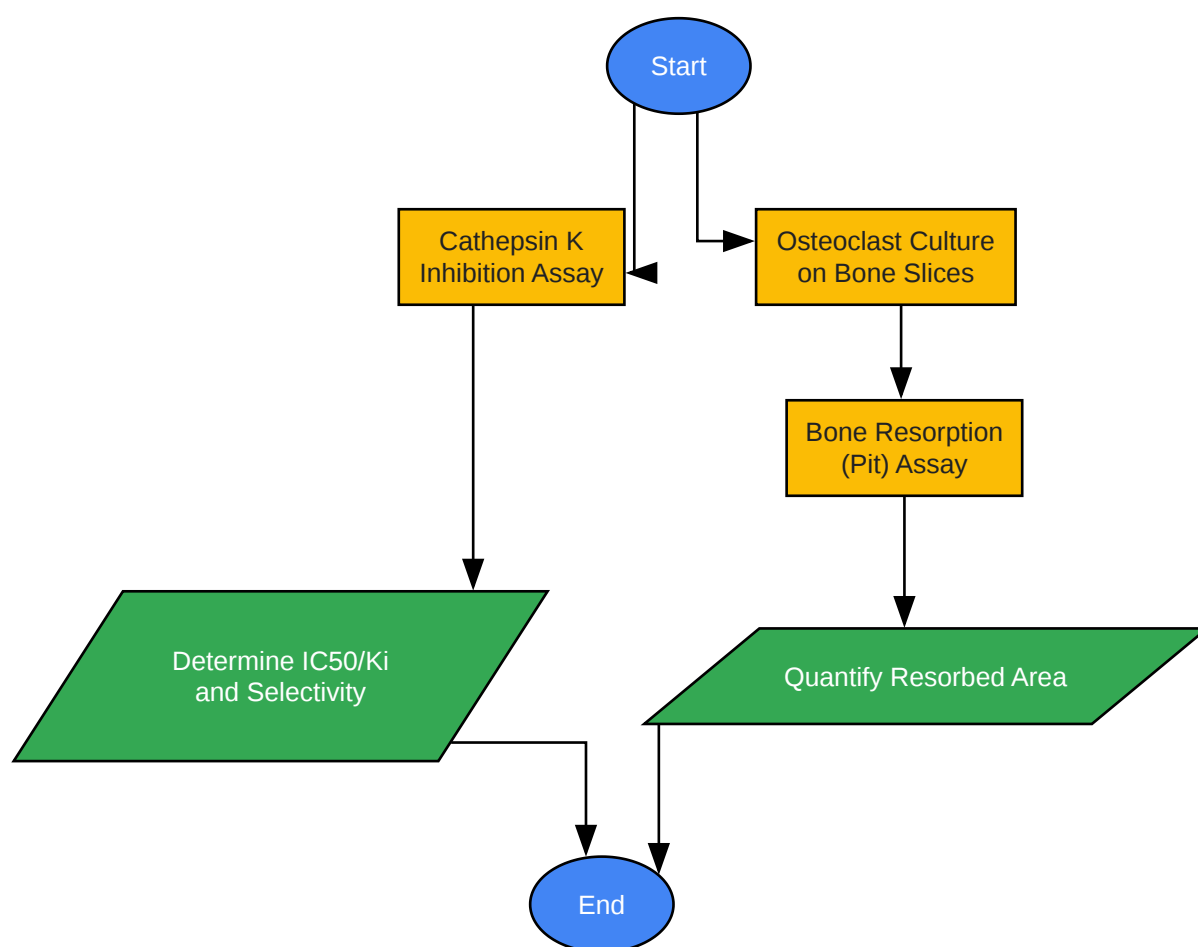 Start
Cathepsin K
Inhibition Assay
Osteoclast Culture
on Bone Slices
Bone Resorption
(Pit) Assay
Determine IC50/Ki
and Selectivity
Quantify Resorbed Area
End